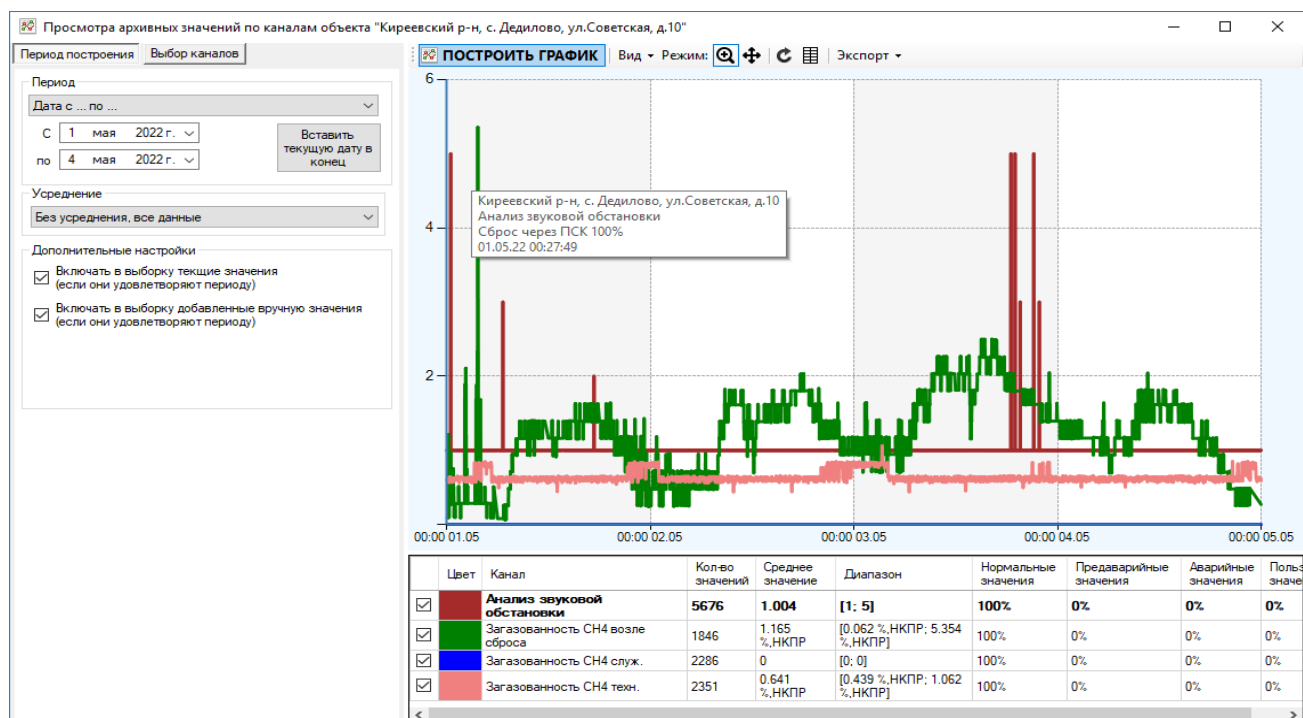 Просмотра архивных значений по каналам объекта "Киреевский р-н, с. Дедилово, ул.Советская, д.10"
Период построения Выбор каналов
ПОСТРОИТЬ ГРАФИК Вид Режим: Экспорт
Период
Дата с ... по ...
С 1 мая 2022 г.
по 4 мая 2022 г.
Вставить
текущую дату в
конец
Усреднение
Без усреднения, все данные
Дополнительные настройки
Включать в выборку текщие значения
(если они удовлетворяют периоду)
Включать в выборку добавленные вручную значения
(если они удовлетворяют периоду)
6
4
2
Киреевский р-н, с. Дедилово, ул.Советская, д.10
Анализ звуковой обстановки
Сброс через ПСК 100%
01.05.22 00:27:49
00:00 01.05 00:00 02.05 00:00 03.05 00:00 04.05 00:00 05.05
Цвет Канал Кол-во значений Среднее значение Диапазон Нормальные значения Предаварийные значения Аварийные значения Польз значе
Анализ звуковой обстановки 5676 1.004 [1; 5] 100% 0% 0% 0%
Загазованность CH4 возле сброса 1846 1.165 %,НКПР [0.062 %,НКПР; 5.354 %,НКПР] 100% 0% 0% 0%
Загазованность CH4 служ. 2286 0 [0; 0] 100% 0% 0% 0%
Загазованность CH4 техн. 2351 0.641 %,НКПР [0.439 %,НКПР; 1.062 %,НКПР] 100% 0% 0% 0%